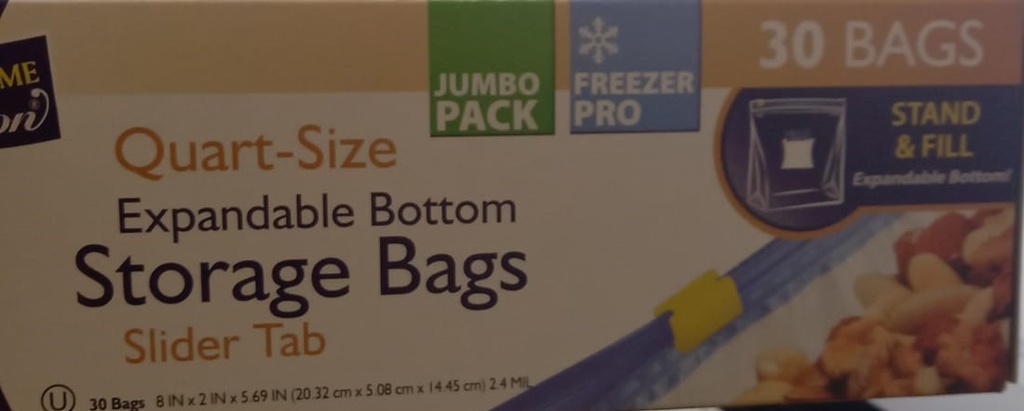 ME
on
JUMBO
PACK
FREEZER
PRO
30 BAGS
STAND
& FILL
Expandable Bottom!
Quart-Size
Expandable Bottom
Storage Bags
Slider Tab
U 30 Bags 8 IN x 2 IN x 5.69 IN (20.32 cm x 5.08 cm x 14.45 cm) 2.4 MIL